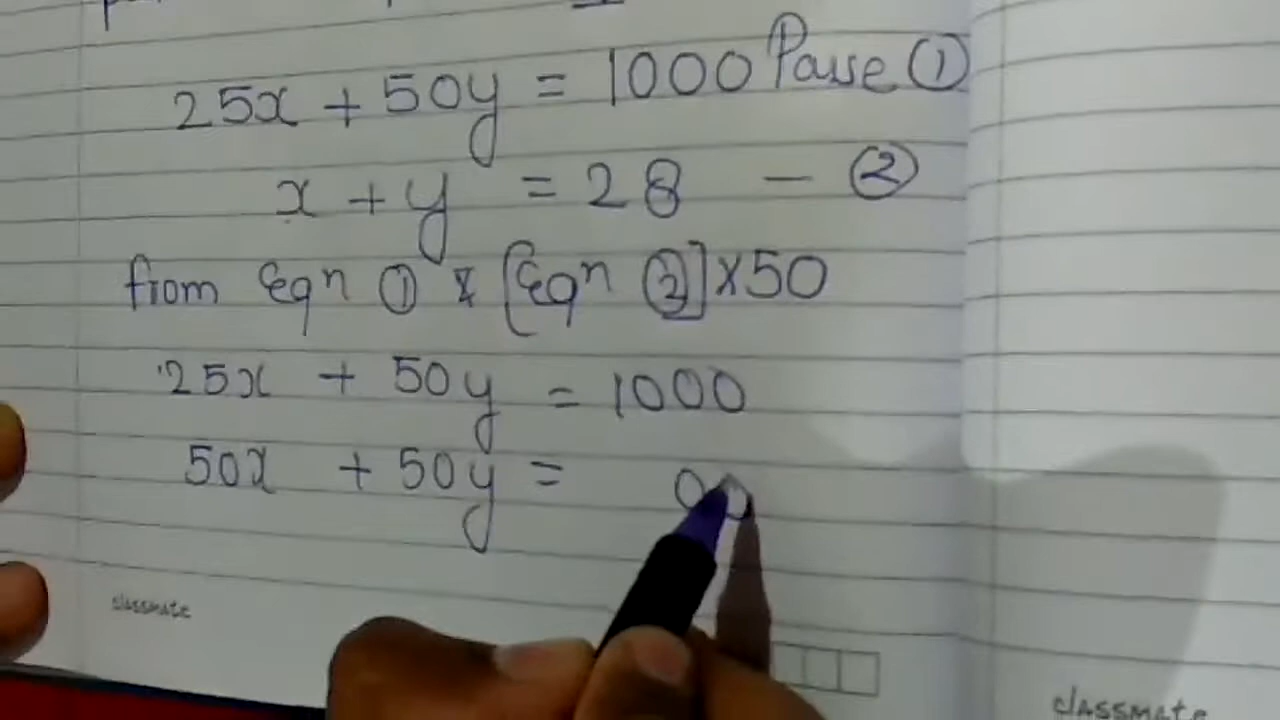 25x + 50y = 1000 Paise ①
x + y = 28 - ②
from Eqn ① & [Eqn ②]×50
25x + 50y = 1000
50x + 50y = 00
classmate
classmate